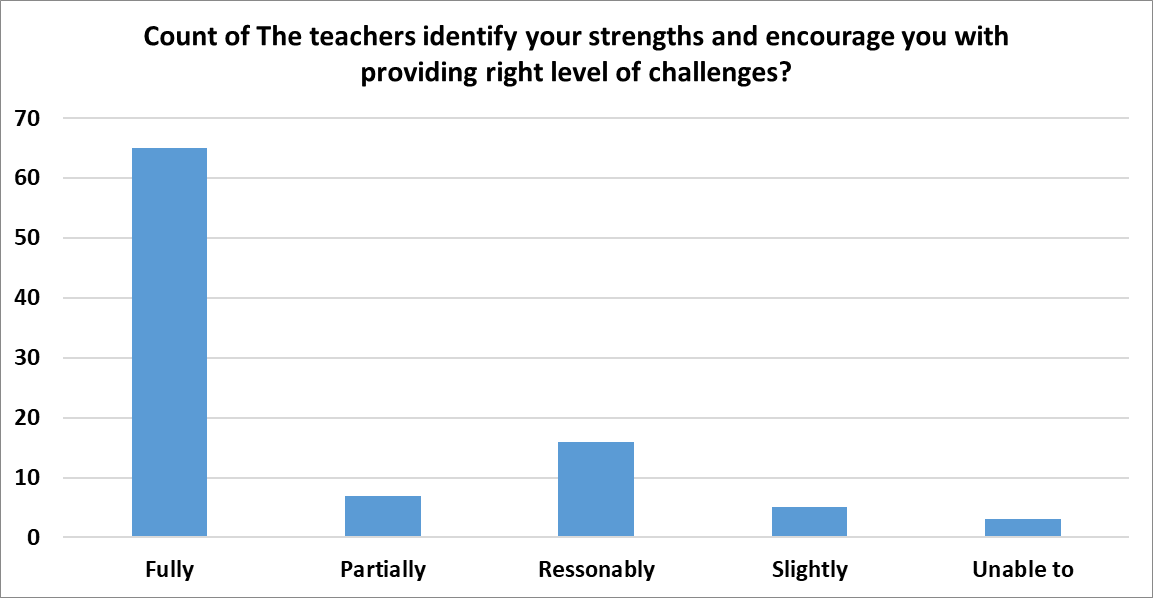 Count of The teachers identify your strengths and encourage you with
providing right level of challenges?
70
60
50
40
30
20
10
0
Fully Partially Ressonably Slightly Unable to